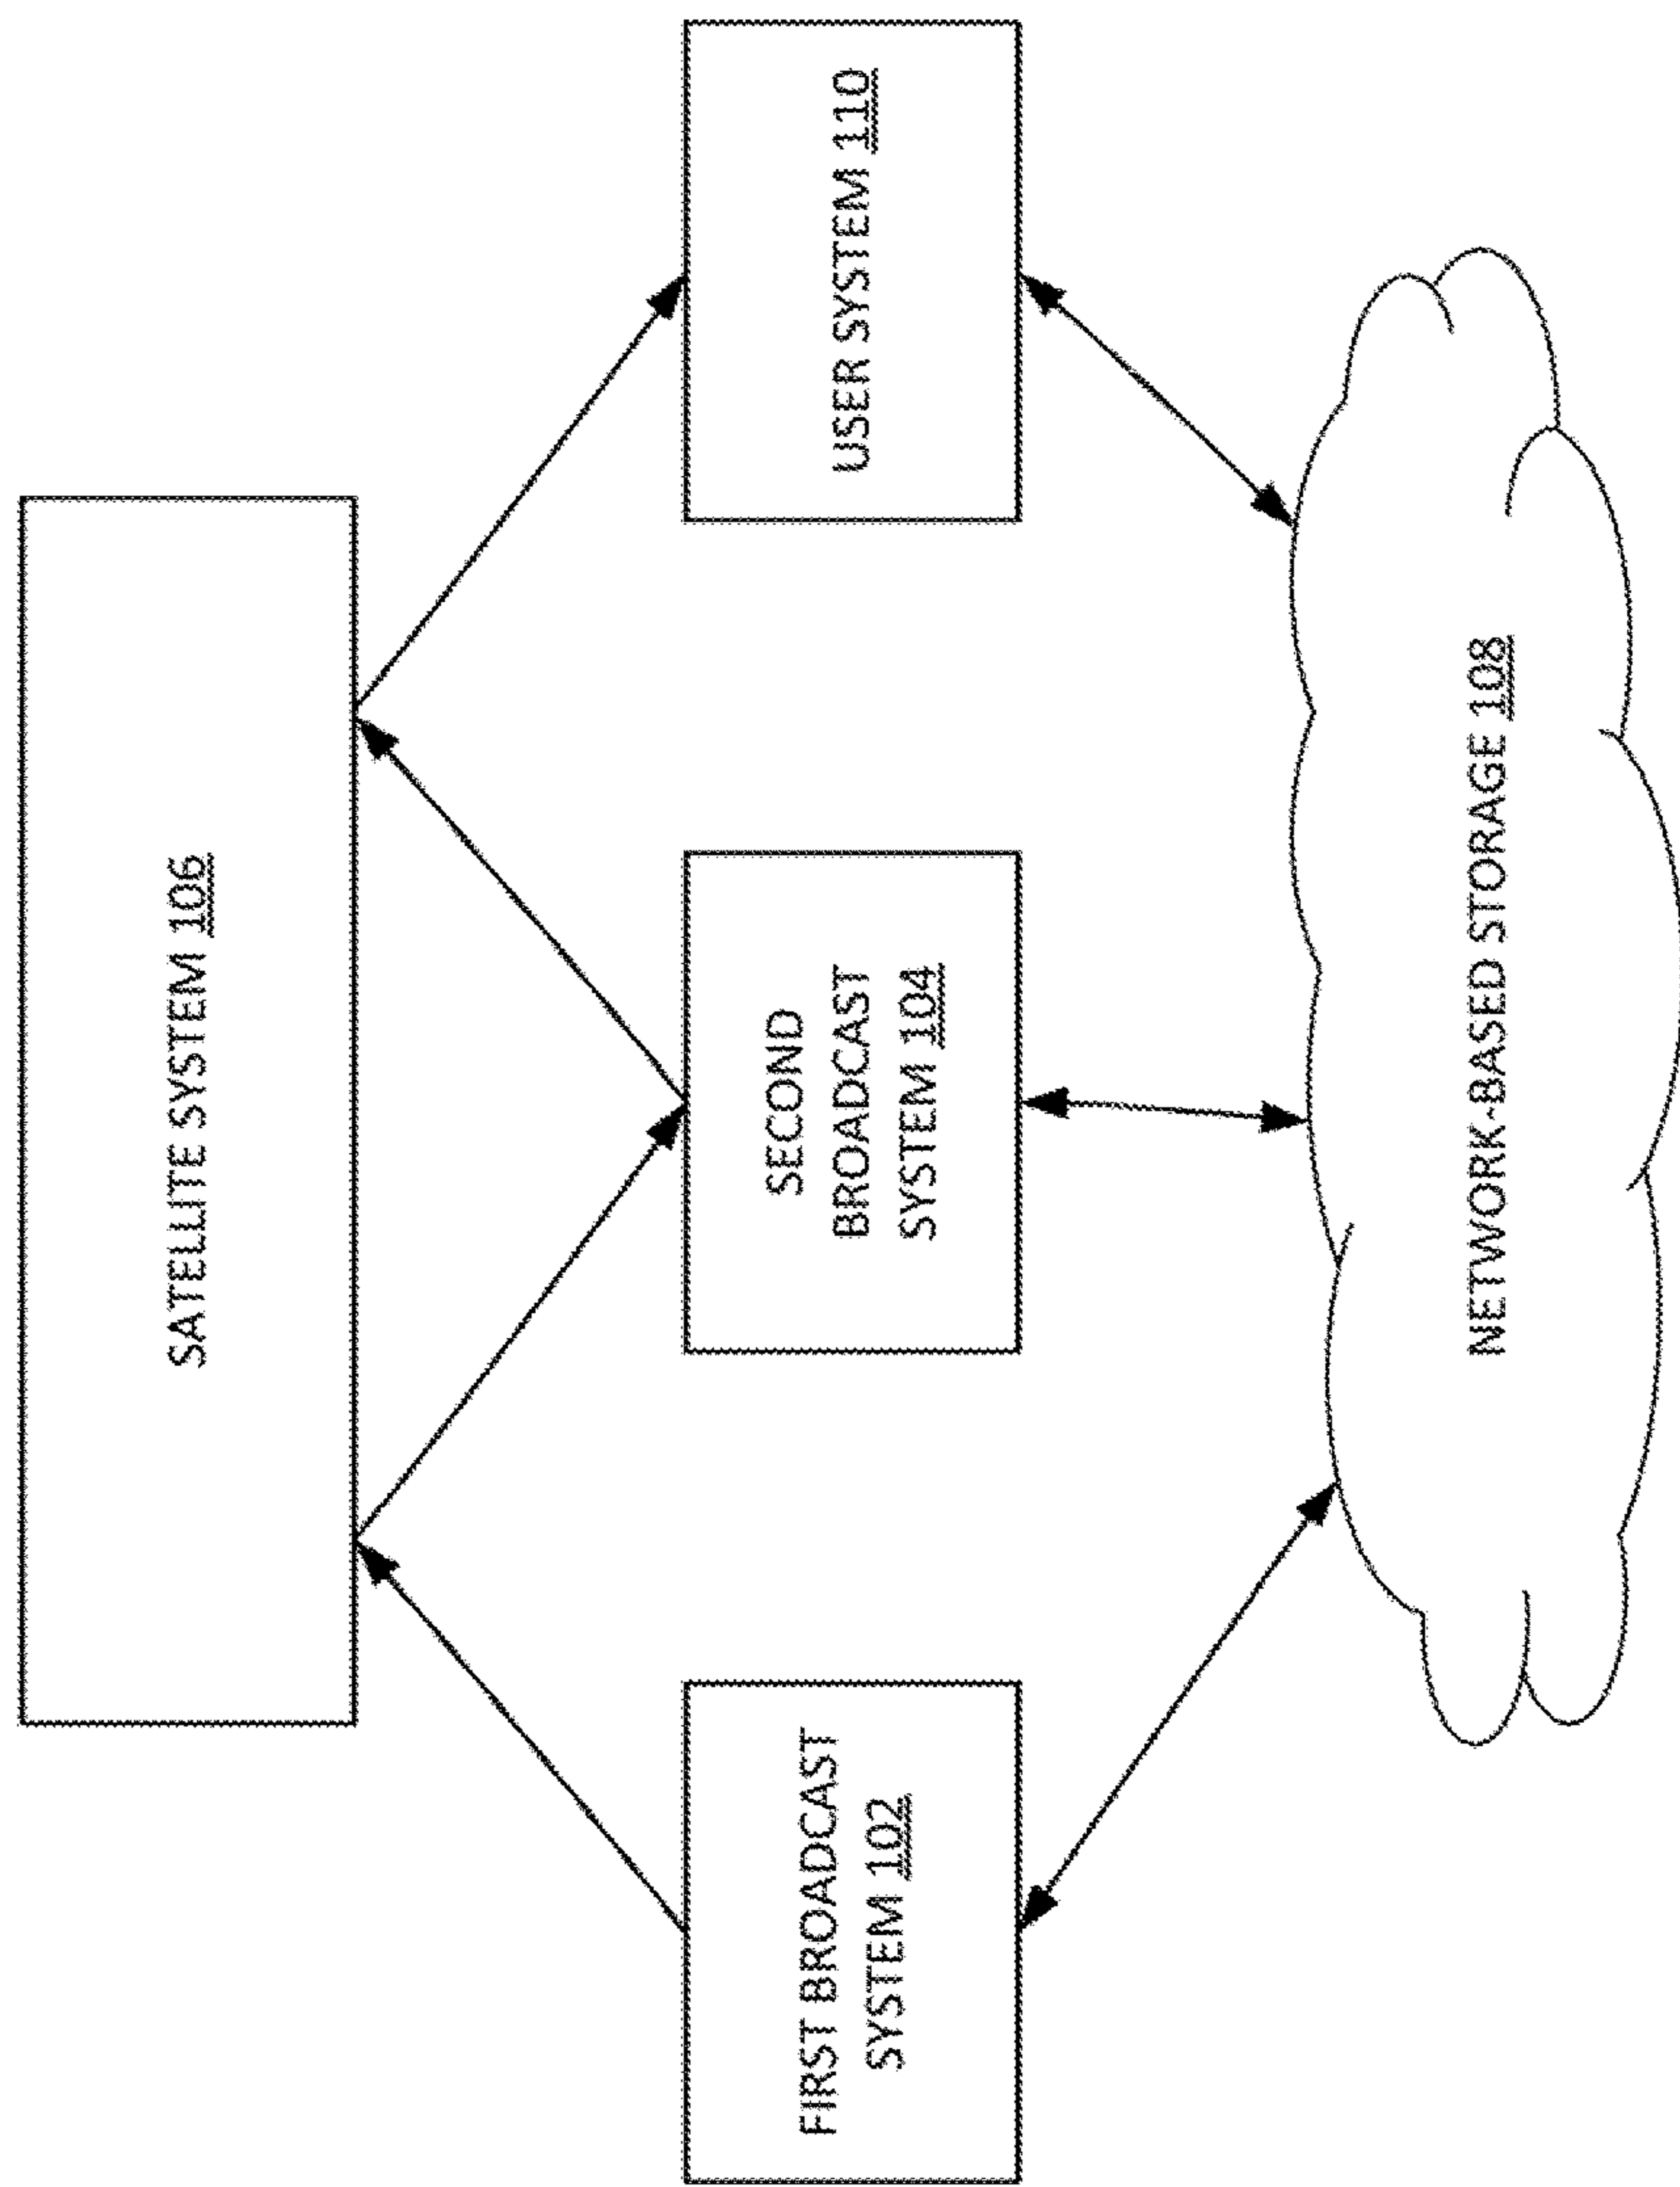 SATELLITE SYSTEM 106
FIRST BROADCAST
SYSTEM 102
SECOND
BROADCAST
SYSTEM 104
USER SYSTEM 110
NETWORK-BASED STORAGE 108